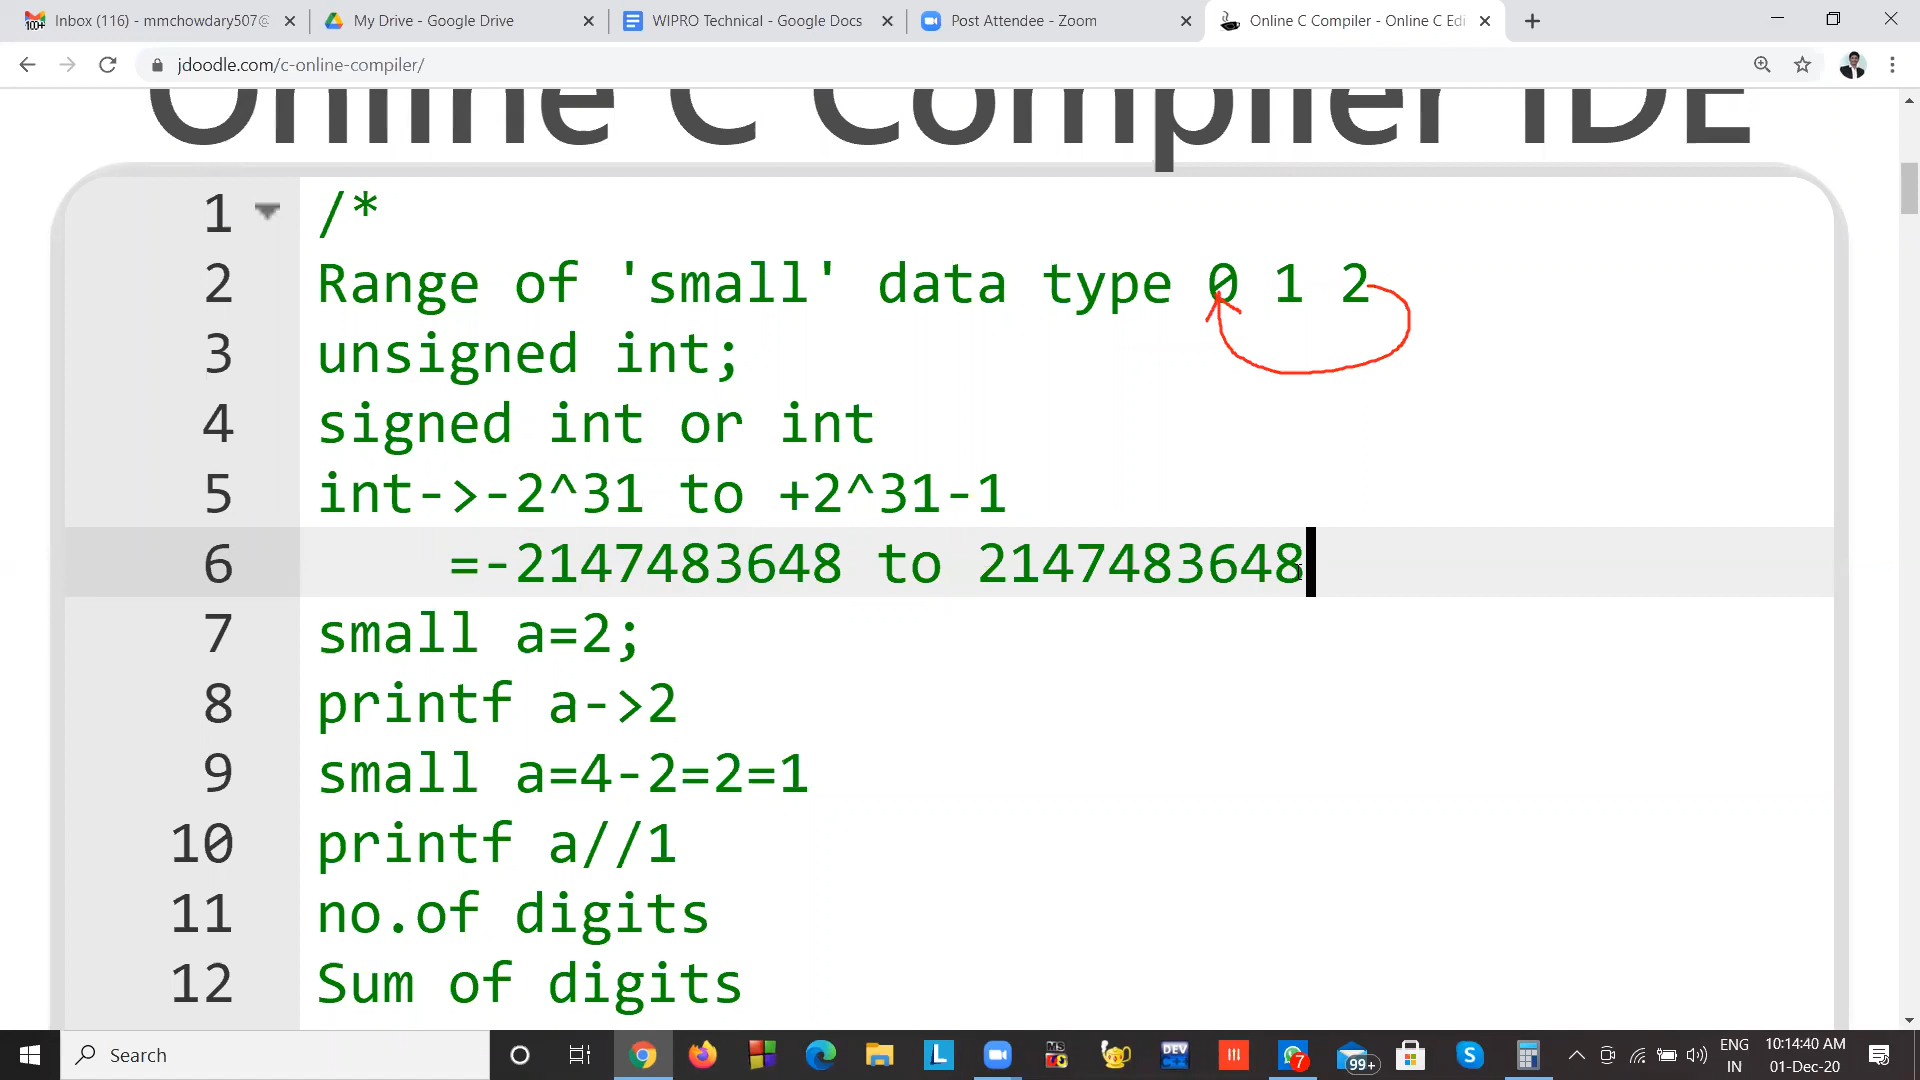 Inbox (116) - mmchowdary507@
My Drive - Google Drive
WIPRO Technical - Google Docs
Post Attendee - Zoom
Online C Compiler - Online C Edi
jdoodle.com/c-online-compiler/
Online C Compiler IDE
1 /*
2 Range of 'small' data type 0 1 2
3 unsigned int;
4 signed int or int
5 int->-2^31 to +2^31-1
6 =-2147483648 to 2147483648
7 small a=2;
8 printf a->2
9 small a=4-2=2=1
10 printf a//1
11 no.of digits
12 Sum of digits
Search
L
DEV
7
99+
S
ENG
IN
10:14:40 AM
01-Dec-20